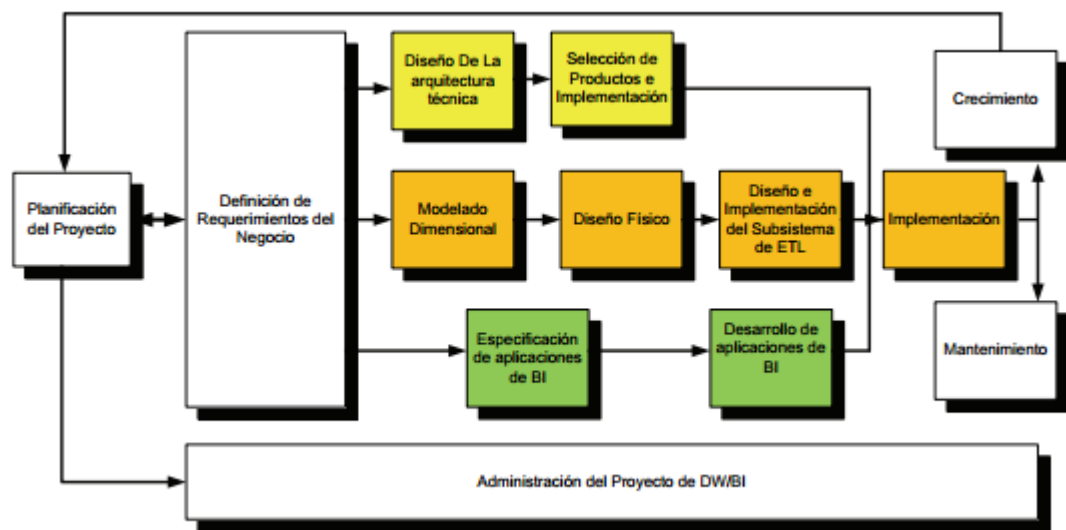 Diseño De La
arquitectura
técnica
Selección de
Productos e
Implementación
Crecimiento
Planificación
del Proyecto
Definición de
Requerimientos del
Negocio
Modelado
Dimensional
Diseño Físico
Diseño e
Implementación
del Subsistema
de ETL
Implementación
Especificación
de aplicaciones
de BI
Desarrollo de
aplicaciones de
BI
Mantenimiento
Administración del Proyecto de DW/BI